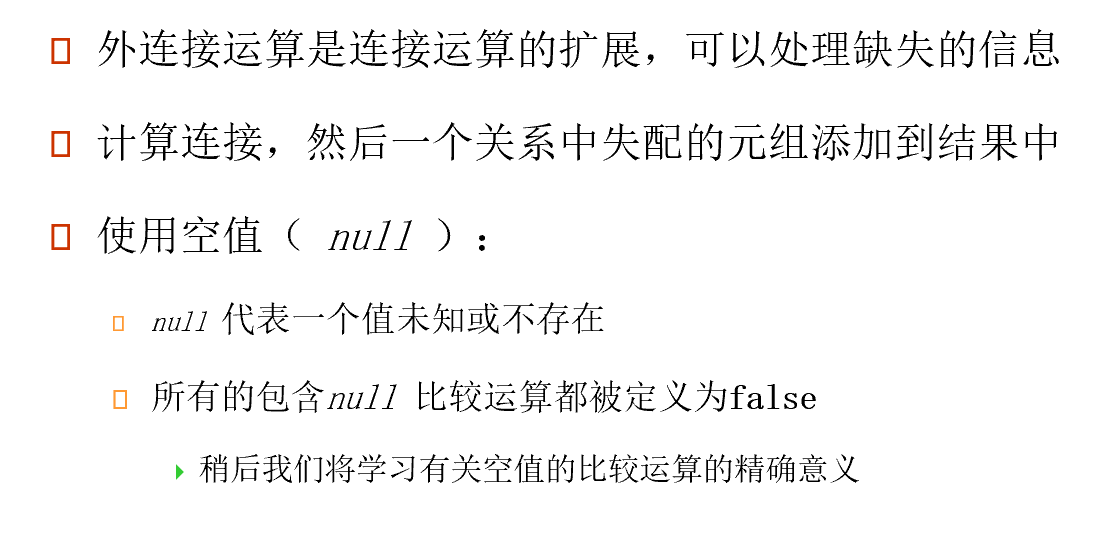 外连接运算是连接运算的扩展，可以处理缺失的信息
计算连接，然后一个关系中失配的元组添加到结果中
使用空值（ null ）：
null 代表一个值未知或不存在
所有的包含null 比较运算都被定义为false
稍后我们将学习有关空值的比较运算的精确意义